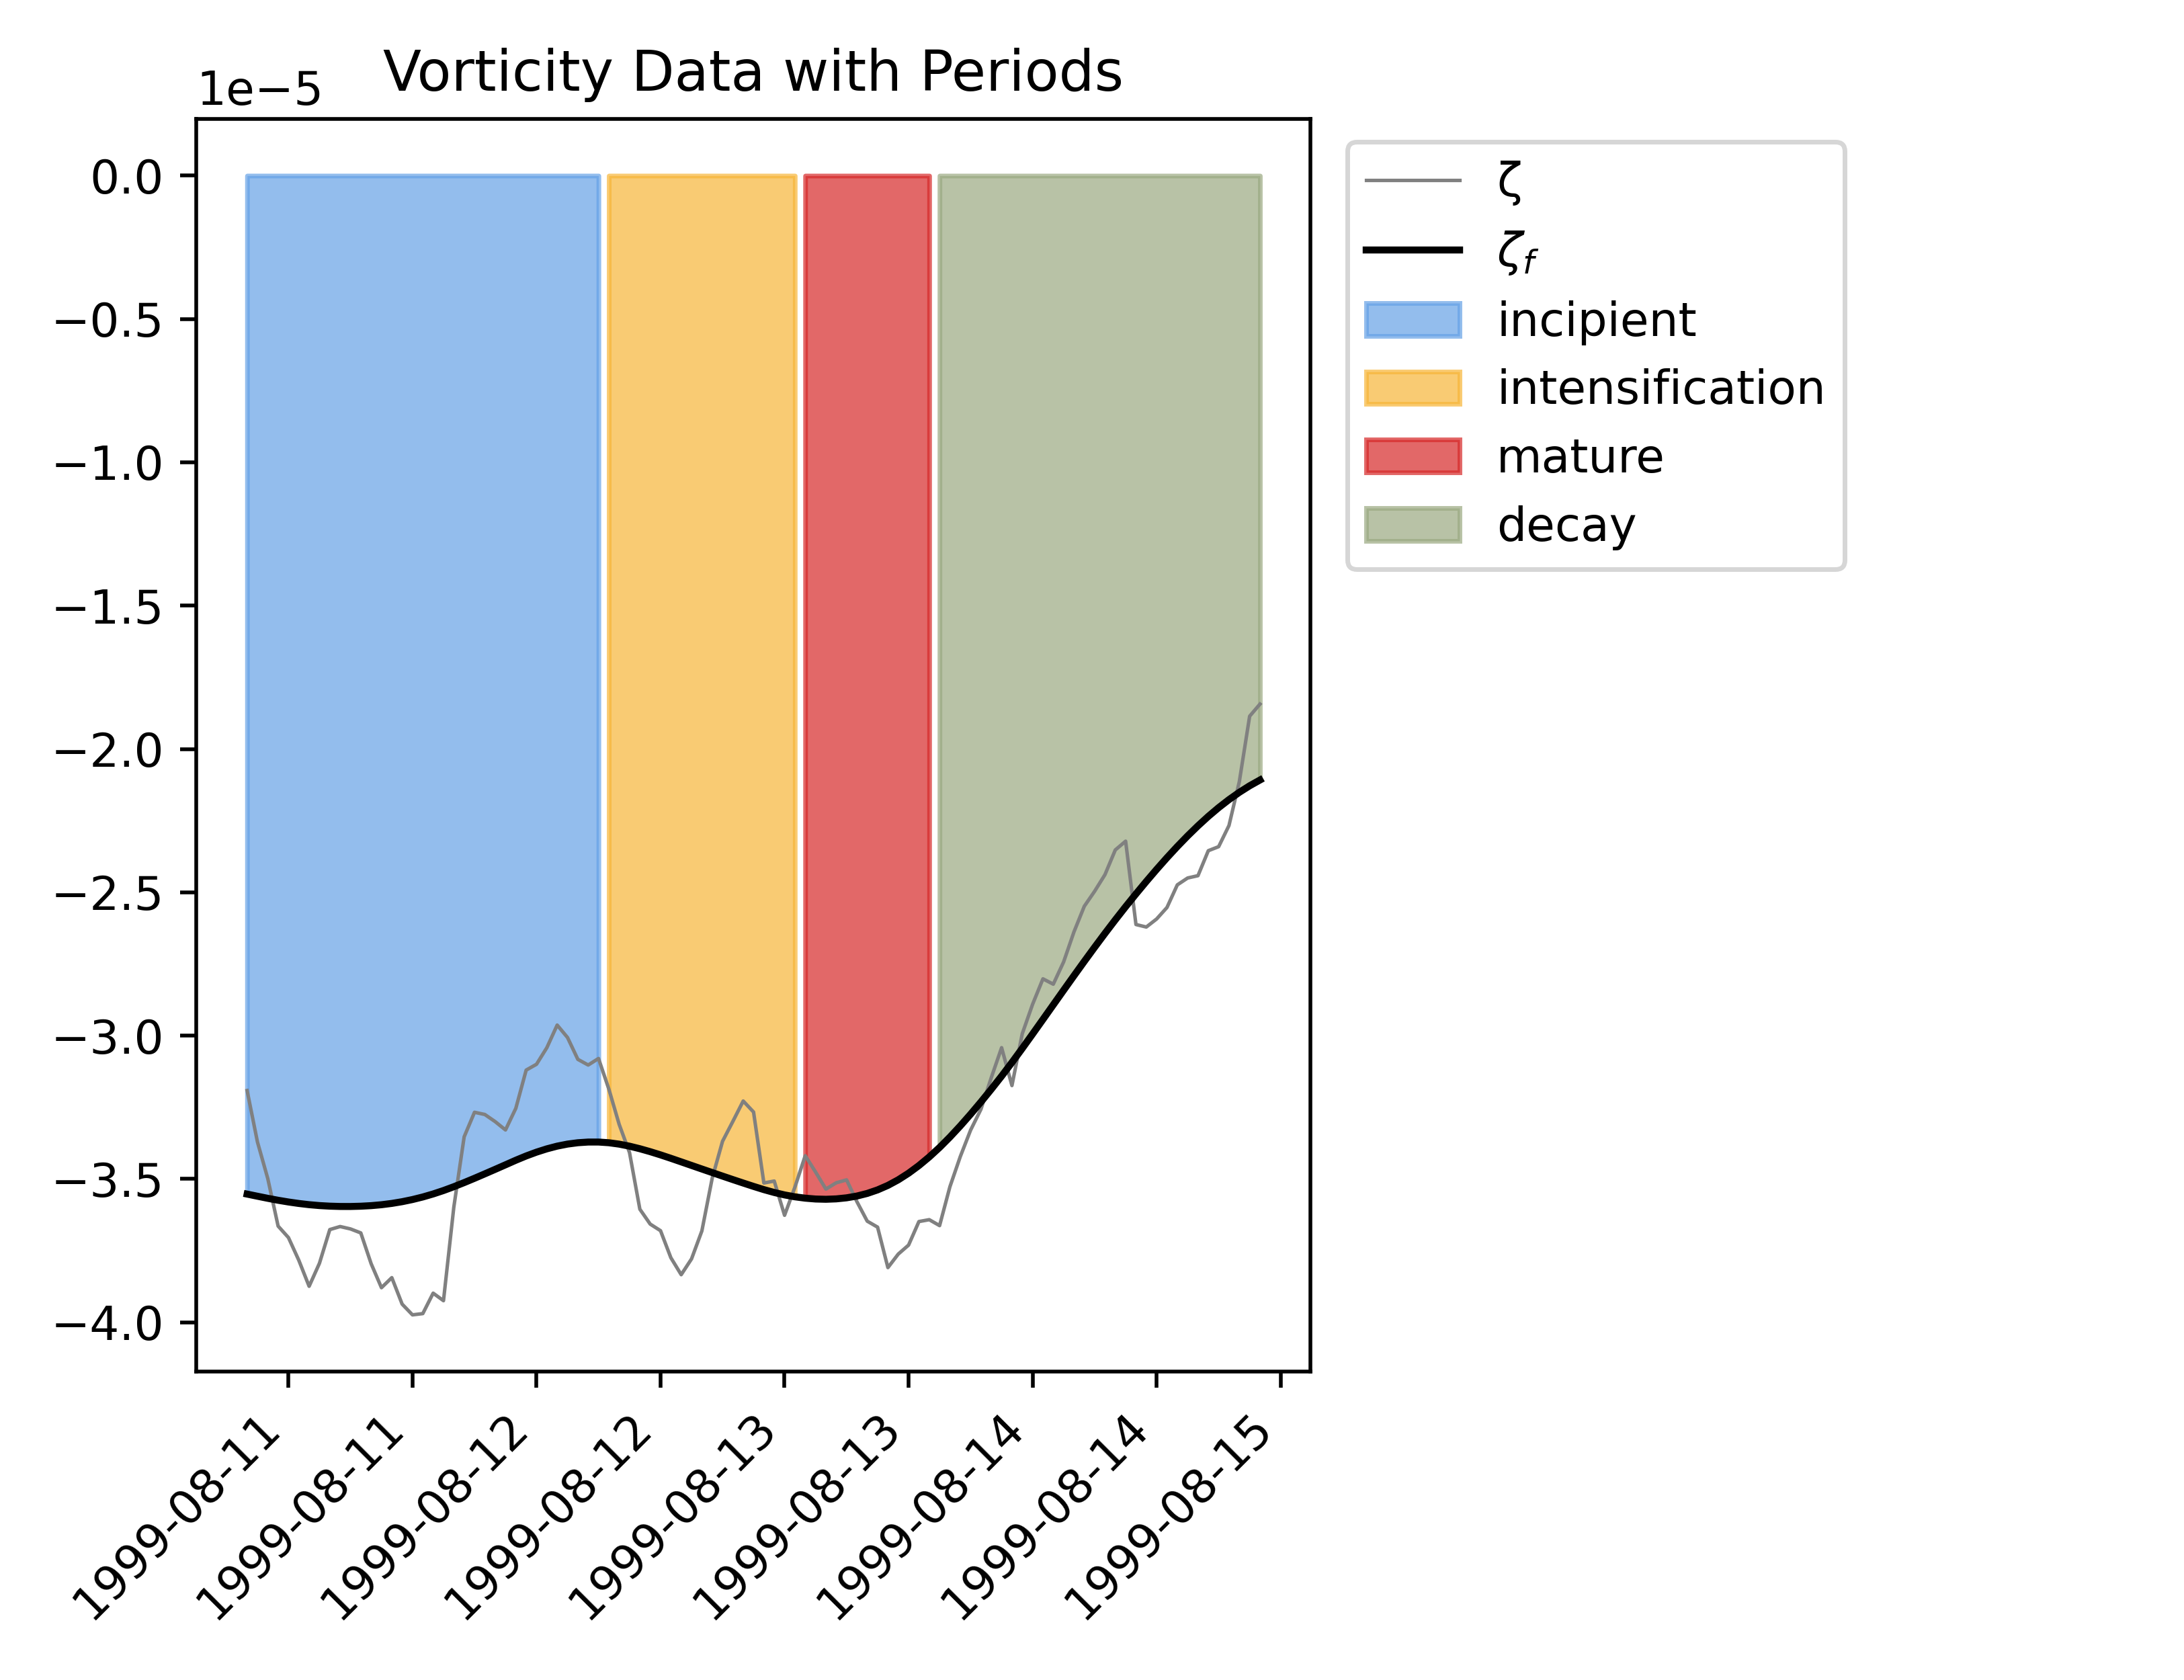 Vorticity Data with Periods
1e−5
0.0
−0.5
−1.0
−1.5
−2.0
−2.5
−3.0
−3.5
−4.0
1999-08-11
1999-08-11
1999-08-12
1999-08-12
1999-08-13
1999-08-13
1999-08-14
1999-08-14
1999-08-15
ζ
ζf
incipient
intensification
mature
decay